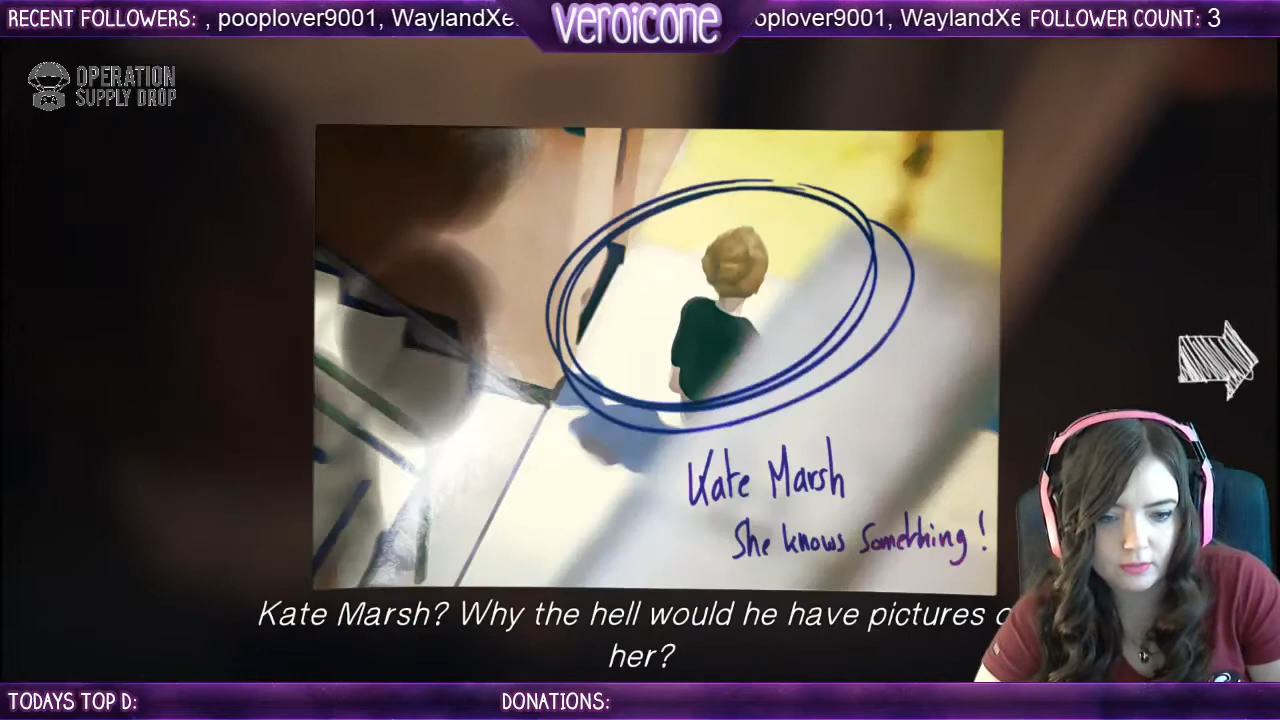 RECENT FOLLOWERS: , pooplover9001, WaylandXe
veroicone
oplover9001, WaylandXe FOLLOWER COUNT: 3
OPERATION
SUPPLY DROP
Kate Marsh
She knows something!
Kate Marsh? Why the hell would he have pictures
her?
TODAYS TOP D:
DONATIONS: